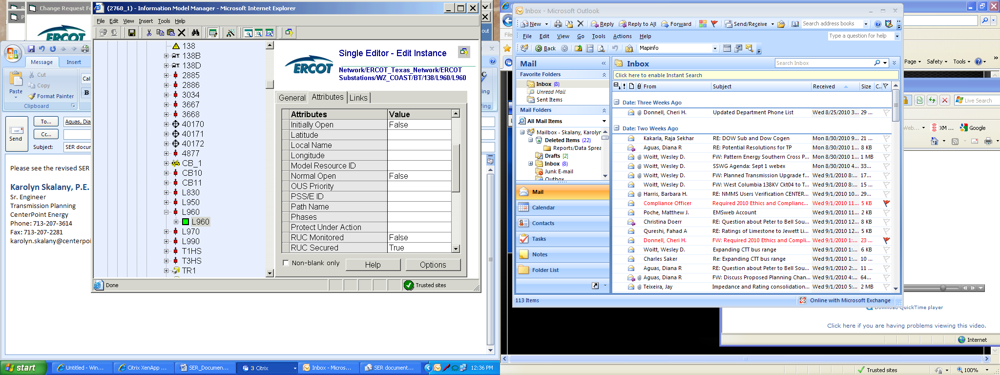 Change Request F
(2768_1) - Information Model Manager - Microsoft Internet Explorer
File Edit View Insert Tools Help
ERCOT
out
Message Insert
Paste
Cut
Copy
Format Painter
Clipboard
Cal
B
To...
Aguas, Dia
Cc...
Send
Subject:
SER docum
Please see the revised SER
Karolyn Skalany, P.E.
Sr. Engineer
Transmission Planning
CenterPoint Energy
Phone: 713-207-3614
Fax: 713-207-2281
karolyn.skalany@centerpoi
138
138B
138D
2885
2886
3034
3667
3668
40170
40171
40172
4877
CB_1
CB10
CB11
L830
L950
L960
L960
L970
L990
T1HS
T3HS
TR1
ERCOT
Single Editor - Edit Instance
Network/ERCOT_Texas_Network/ERCOT
Substations/WZ_COAST/BT/138/L960/L960
General Attributes Links
Attributes Value
Initially Open False
Latitude
Local Name
Longitude
Model Resource ID
Normal Open False
OUS Priority
PSS/E ID
Path Name
Phases
Protect Under Action
RUC Monitored False
RUC Secured True
Non-blank only Help Options
Done
Trusted sites
start
Untitled - Win...
Citrix XenApp ...
SER_Documen...
3 Citrix
Inbox - Micros...
SER document...
12:36 PM
Inbox - Microsoft Outlook
New Reply Reply to All Forward Send/Receive Search address books
File Edit View Go Tools Actions Help
Type a question for help
Back Mapinfo
Mail
Favorite Folders
Inbox (8)
Unread Mail
Sent Items
Mail Folders
All Mail Items
Mailbox - Skalany, Karolyn
Deleted Items (22)
Reports/Data Sprea
Drafts [2]
Inbox (8)
Junk E-mail
Outbox
Mail
Calendar
Contacts
Tasks
Notes
Folder List
113 Items
Online with Microsoft Exchange
Inbox
Search Inbox
Click here to enable Instant Search
From Subject Received Size C..
Date: Three Weeks Ago
Donnell, Cheri H. Updated Department Phone List Wed 8/25/2010 3... 29 ...
Date: Two Weeks Ago
Kakarla, Raja Sekhar RE: DOW Sub and Dow Cogen Mon 8/30/2010 9... 21 ...
Aguas, Diana R RE: Potential Resolutions for TP Mon 8/30/2010 1... 8 KB
Woitt, Wesley D. FW: Pattern Energy Southern Cross P... Mon 8/30/2010 1... 1 MB
Woitt, Wesley D. SSWG Agenda: Sept 1 webex Mon 8/30/2010 4... 33...
Woitt, Wesley D. FW: Planned Transmission Upgrade f... Wed 9/1/2010 8:... 17...
Woitt, Wesley D. FW: West Columbia 138KV Ckt04 to T... Wed 9/1/2010 8:... 15 ...
Harris, Barbara H. RE: NMMS Users Verification CENTER... Wed 9/1/2010 10... 29...
Compliance Officer Required 2010 Ethics and Complianc... Wed 9/1/2010 11... 5 KB
Poche, Matthew J. EMSweb Account Wed 9/1/2010 11... 2 KB
Christina Doerr RE: Question about Peter to Bell Sou... Wed 9/1/2010 12... 8 KB
Qureshi, Fahad A RE: Ratings of Limestone to Jewett Li... Wed 9/1/2010 12... 5 KB
Donnell, Cheri H. FW: Required 2010 Ethics and Compli... Wed 9/1/2010 1:... 23 ...
Woitt, Wesley D. Expanding CTT bus range Wed 9/1/2010 1... 6 KB
Charles Saker Re: Expanding CTT bus range Wed 9/1/2010 1... 10 ...
Aguas, Diana R RE: Question about Peter to Bell Sou... Wed 9/1/2010 2:... 11 ...
Aguas, Diana R FW: Discuss Proposed Planning Chan... Wed 9/1/2010 4:... 64...
Teixeira, Jay Impedance and Rating consolidation... Wed 9/1/2010 5:... 2 MB
Page Safety Tools
Live Search
Web... XM ... Google
Download QuickTime player
Click here if you are having problems viewing this video.
Internet
Trusted sites
100%